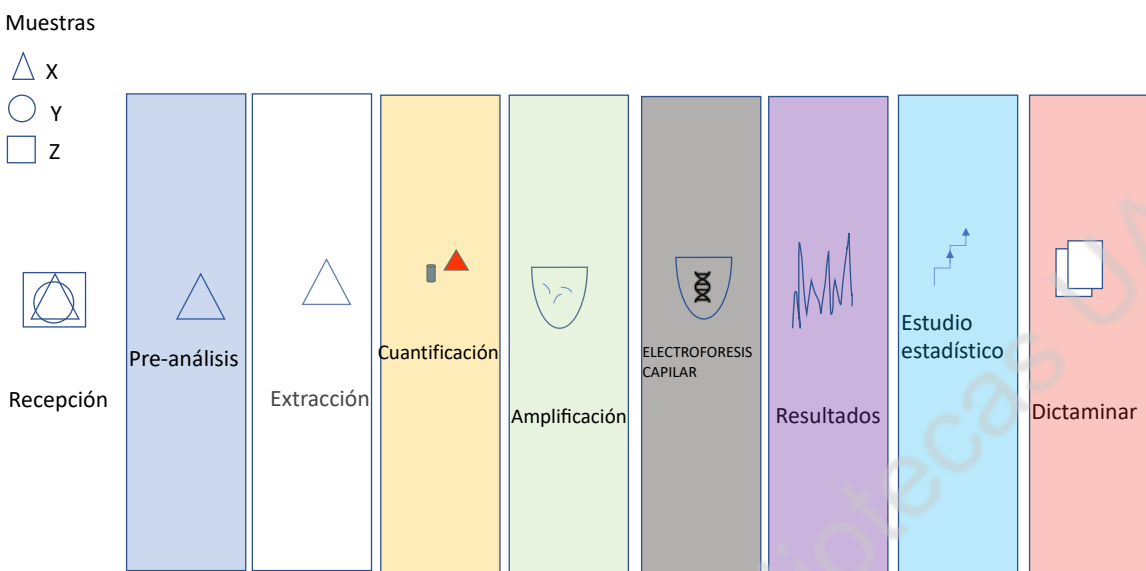 Muestras
X
Y
Z
Recepción
Pre-análisis
Extracción
Cuantificación
Amplificación
ELECTROFORESIS
CAPILAR
Resultados
Estudio
estadístico
Dictaminar